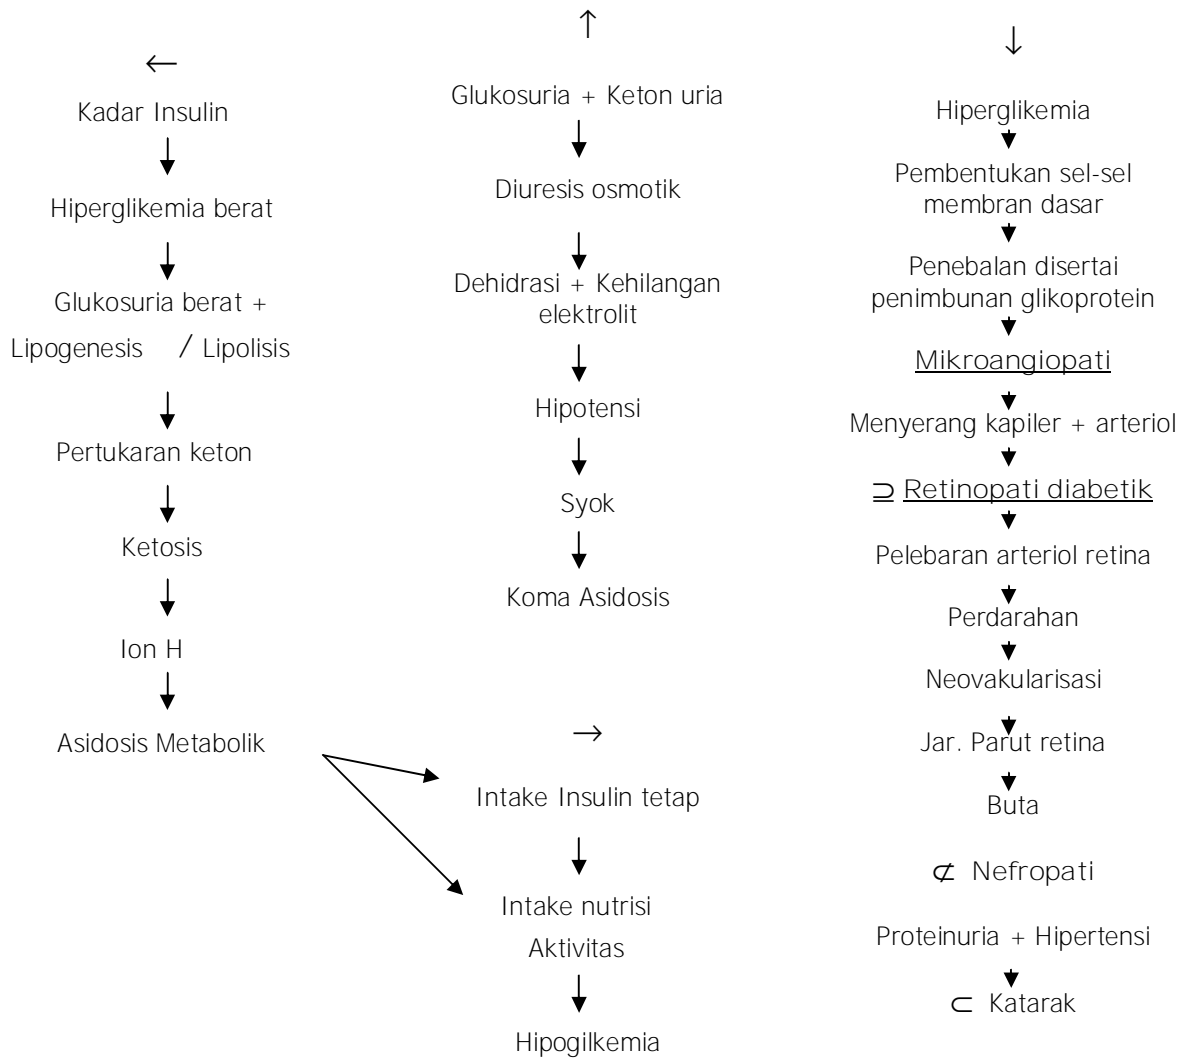 ←
Kadar Insulin
Hiperglikemia berat
Glukosuria berat +
Lipogenesis / Lipolisis
Pertukaran keton
Ketosis
Ion H
Asidosis Metabolik
↑
Glukosuria + Keton uria
Diuresis osmotik
Dehidrasi + Kehilangan
elektrolit
Hipotensi
Syok
Koma Asidosis
→
Intake Insulin tetap
Intake nutrisi
Aktivitas
Hipogilkemia
↓
Hiperglikemia
Pembentukan sel-sel
membran dasar
Penebalan disertai
penimbunan glikoprotein
Mikroangiopati
Menyerang kapiler + arteriol
⊇ Retinopati diabetik
Pelebaran arteriol retina
Perdarahan
Neovakularisasi
Jar. Parut retina
Buta
⊄ Nefropati
Proteinuria + Hipertensi
⊂ Katarak